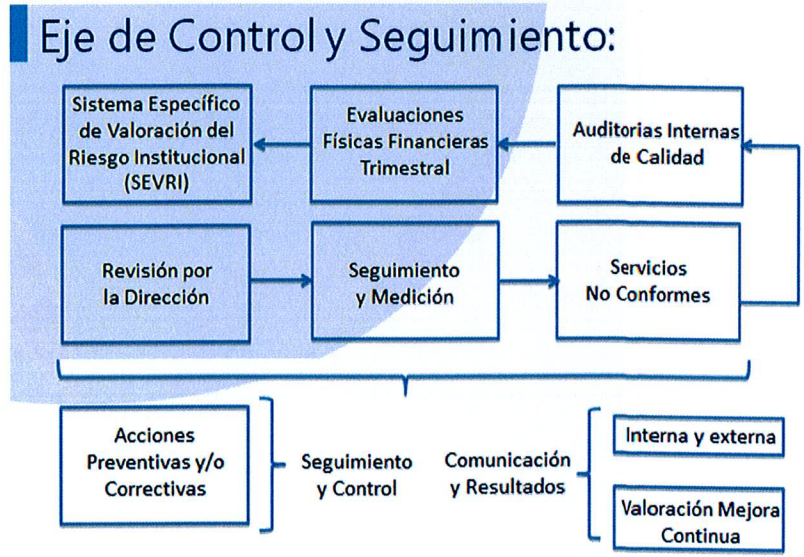 Eje de Control y Seguimiento:
Sistema Específico
de Valoración del
Riesgo Institucional
(SEVRI)
Evaluaciones
Físicas Financieras
Trimestral
Auditorias Internas
de Calidad
Revisión por
la Dirección
Seguimiento
y Medición
Servicios
No Conformes
Acciones
Preventivas y/o
Correctivas
Seguimiento
y Control
Comunicación
y Resultados
Interna y externa
Valoración Mejora
Continua